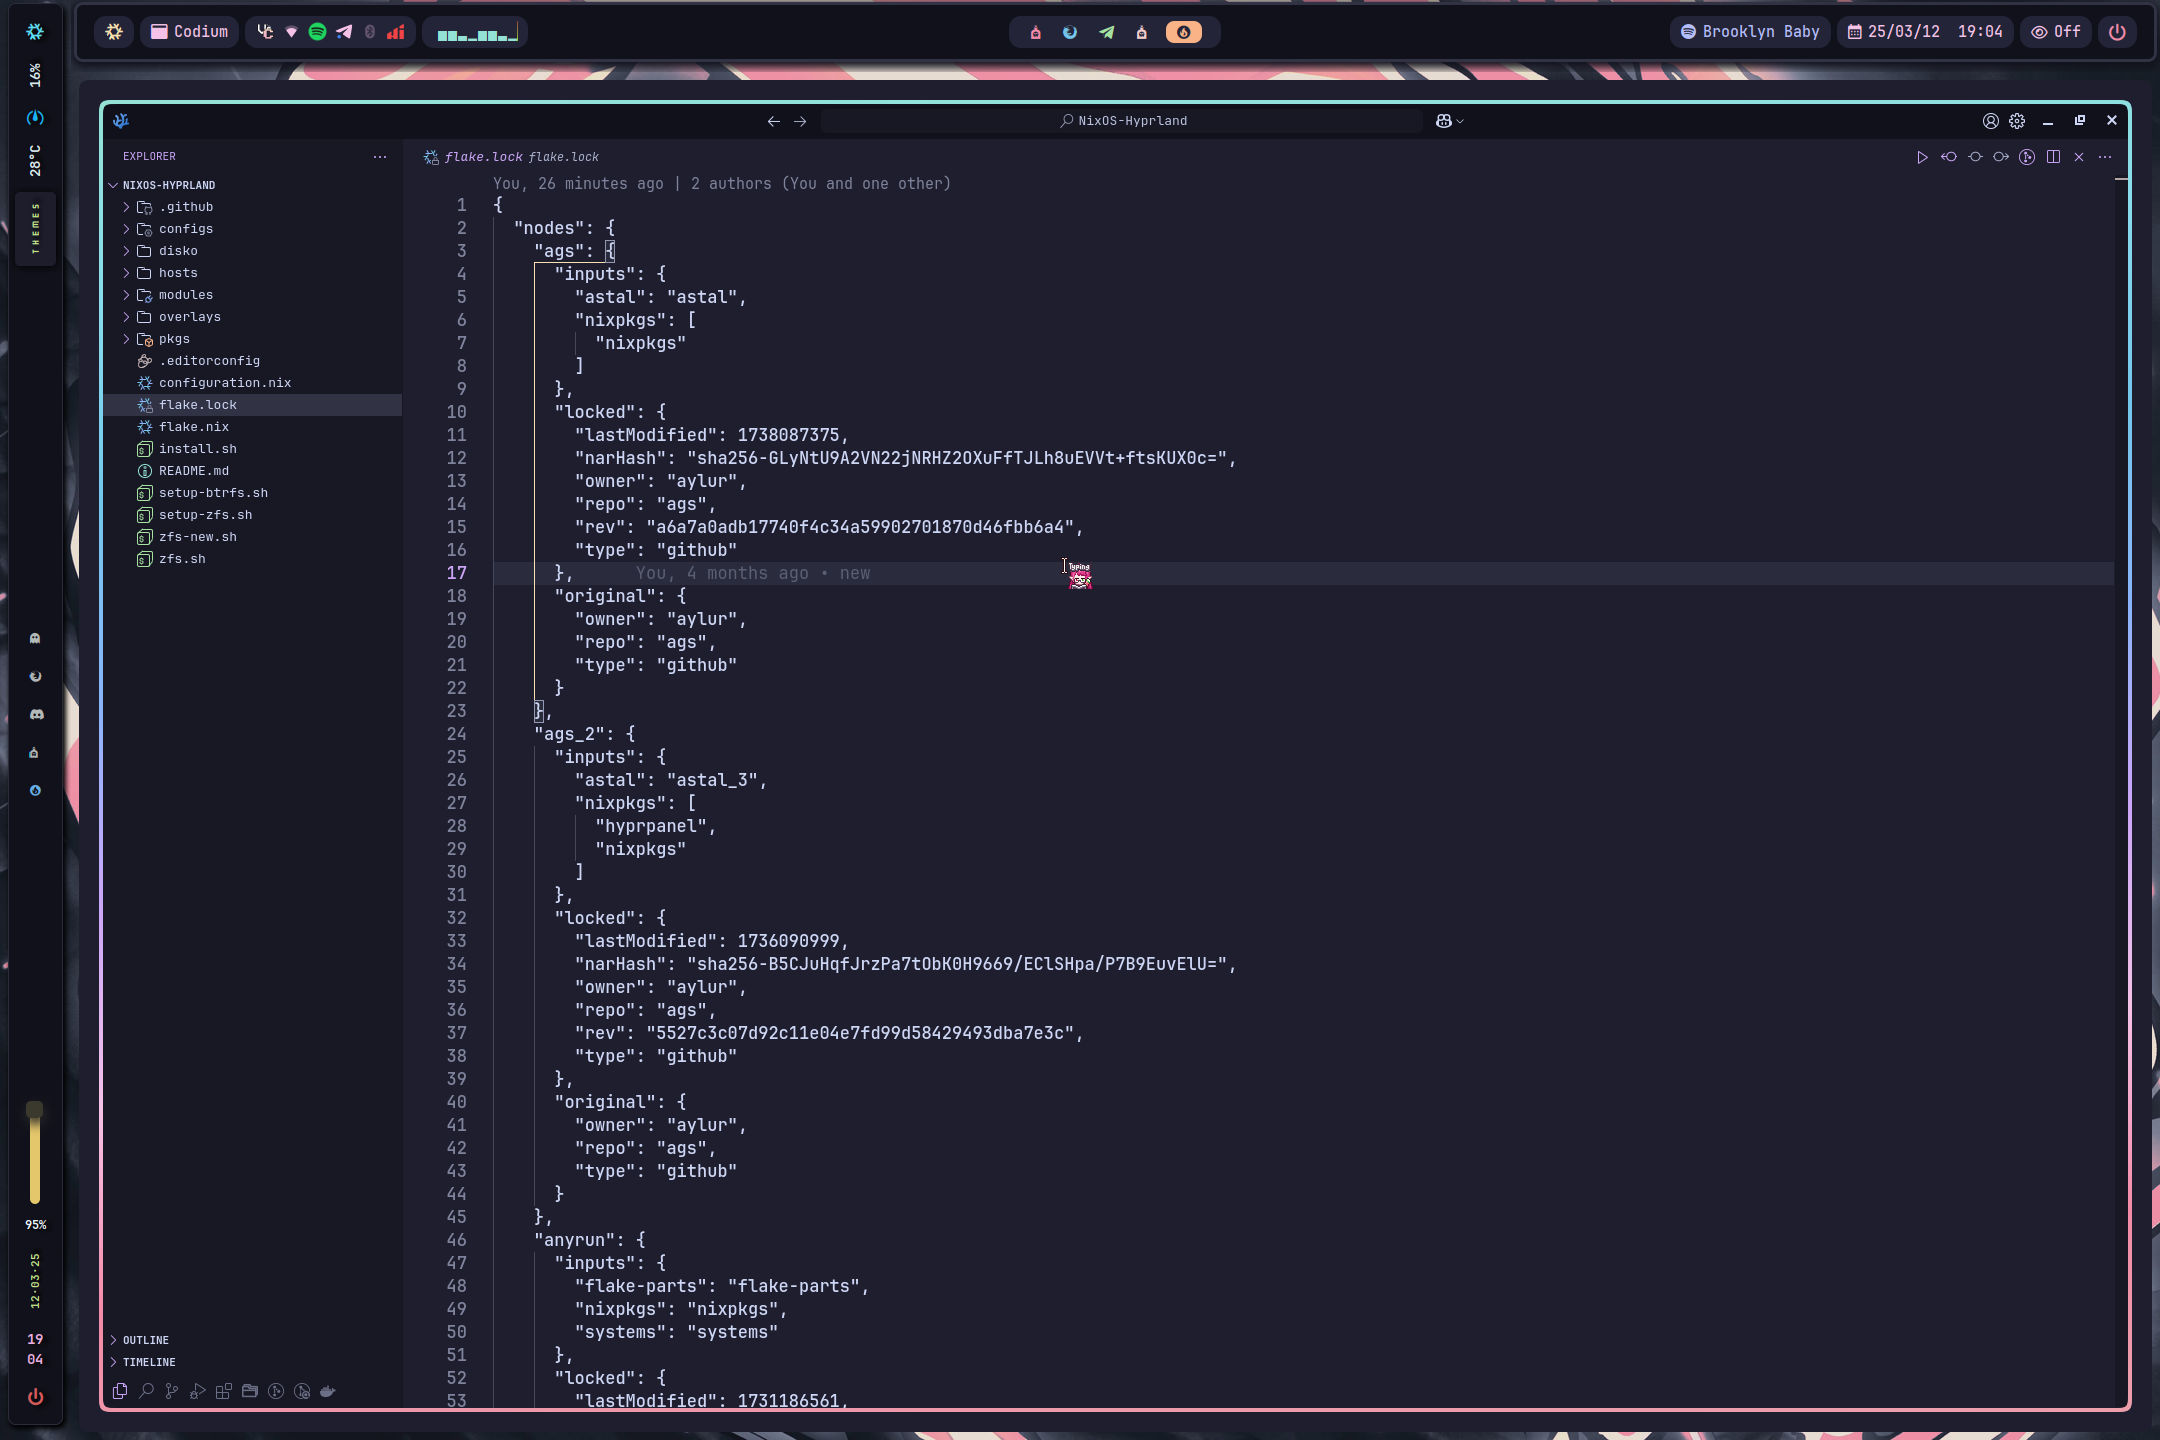 Codium
Brooklyn Baby
25/03/12 19:04
Off
16%
28°C
THEMES
95%
12·03·25
19
04
NixOS-Hyprland
EXPLORER
NIXOS-HYPRLAND
.github
configs
disko
hosts
modules
overlays
pkgs
.editorconfig
configuration.nix
flake.lock
flake.nix
install.sh
README.md
setup-btrfs.sh
setup-zfs.sh
zfs-new.sh
zfs.sh
OUTLINE
TIMELINE
flake.lock flake.lock
You, 26 minutes ago | 2 authors (You and one other)
1 {
2 "nodes": {
3 "ags": {
4 "inputs": {
5 "astal": "astal",
6 "nixpkgs": [
7 "nixpkgs"
8 ]
9 },
10 "locked": {
11 "lastModified": 1738087375,
12 "narHash": "sha256-GLyNtU9A2VN22jNRHZ2OXuFfTJLh8uEVVt+ftsKUX0c=",
13 "owner": "aylur",
14 "repo": "ags",
15 "rev": "a6a7a0adb17740f4c34a59902701870d46fbb6a4",
16 "type": "github"
17 }, You, 4 months ago • new
Typing
18 "original": {
19 "owner": "aylur",
20 "repo": "ags",
21 "type": "github"
22 }
23 },
24 "ags_2": {
25 "inputs": {
26 "astal": "astal_3",
27 "nixpkgs": [
28 "hyprpanel",
29 "nixpkgs"
30 ]
31 },
32 "locked": {
33 "lastModified": 1736090999,
34 "narHash": "sha256-B5CJuHqfJrzPa7tObK0H9669/EClSHpa/P7B9EuvElU=",
35 "owner": "aylur",
36 "repo": "ags",
37 "rev": "5527c3c07d92c11e04e7fd99d58429493dba7e3c",
38 "type": "github"
39 },
40 "original": {
41 "owner": "aylur",
42 "repo": "ags",
43 "type": "github"
44 }
45 },
46 "anyrun": {
47 "inputs": {
48 "flake-parts": "flake-parts",
49 "nixpkgs": "nixpkgs",
50 "systems": "systems"
51 },
52 "locked": {
53 "lastModified": 1731186561,